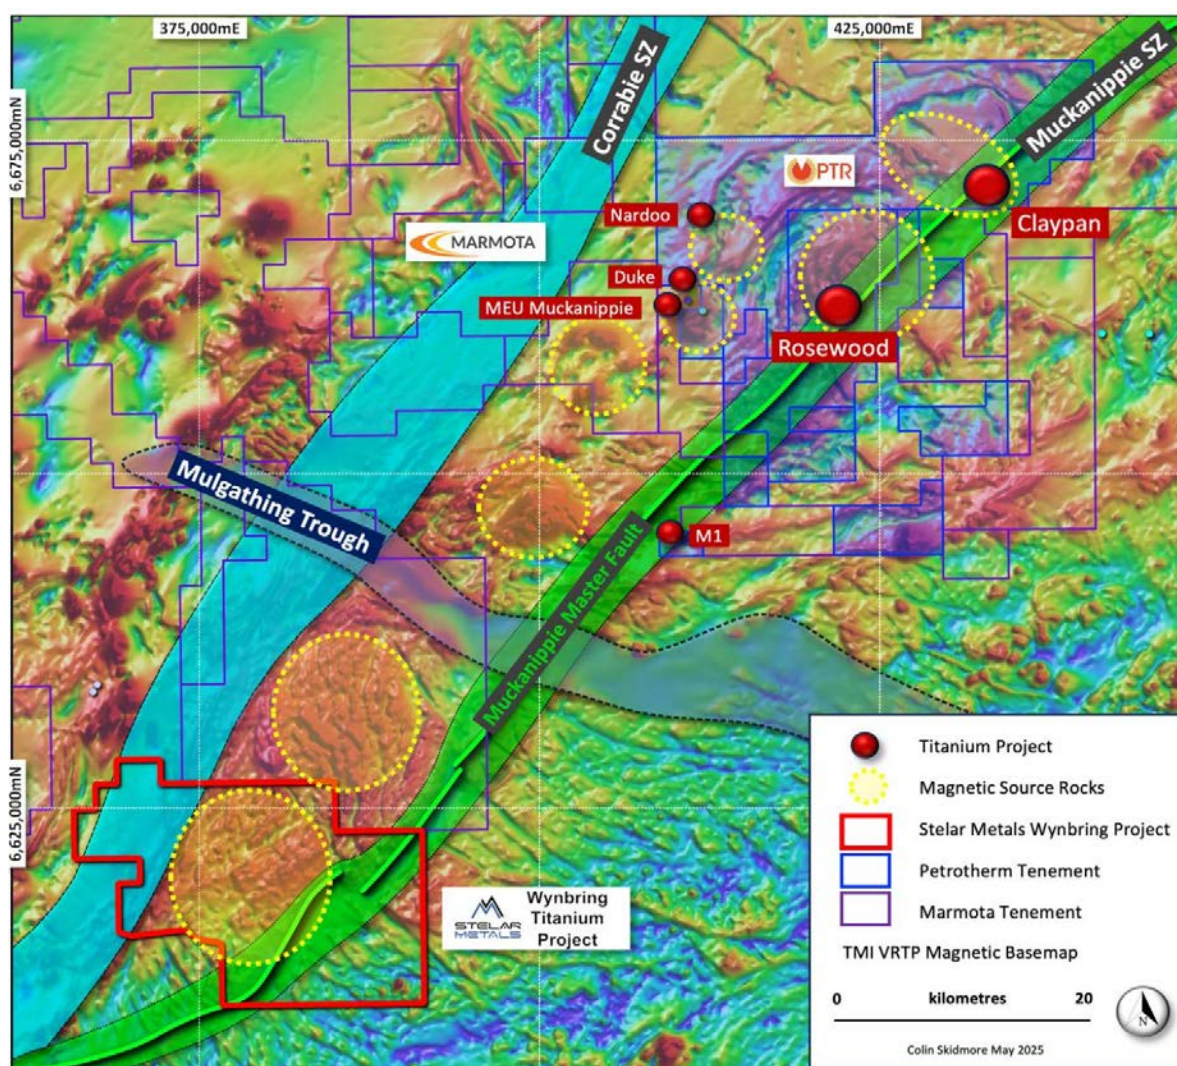 375,000mE
425,000mE
6,675,000mN
6,625,000mN
Corrabie SZ
Muckanippie SZ
PTR
Nardoo
Claypan
MARMOTA
Duke
MEU Muckanippie
Rosewood
Mulgathing Trough
M1
Muckanippie Master Fault
STELAR
METALS
Wynbring
Titanium
Project
Titanium Project
Magnetic Source Rocks
Stelar Metals Wynbring Project
Petrotherm Tenement
Marmota Tenement
TMI VRTP Magnetic Basemap
0 kilometres 20
N
Colin Skidmore May 2025